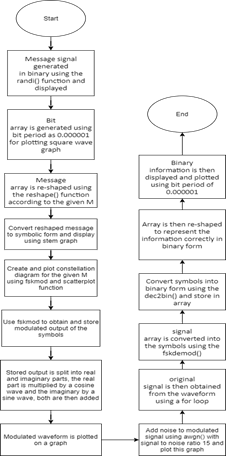 Start
Message signal
generated
in binary using the
randi() function and
displayed
Bit
array is generated using
bit period as 0.000001
for plotting square wave
graph
Message
array is re-shaped using
the reshape() function
according to the given M
Convert reshaped message
to symbolic form and display
using stem graph
Create and plot constellation
diagram for the given M
using fskmod and scatterplot
function
Use fskmod to obtain and store
modulated output of the
symbols
Stored output is split into real
and imaginary parts, the real
part is multiplied by a cosine
wave and the imaginary by a
sine wave, both are then added
Modulated waveform is plotted
on a graph
Add noise to modulated
signal using awgn() with
signal to noise ratio 15 and
plot this graph
original
signal is then obtained
from the waveform
using a for loop
signal
array is converted into
the symbols using the
fskdemod()
Convert symbols into
binary form using the
dec2bin() and store in
array
Array is then re-shaped
to represent the
information correctly in
binary form
Binary
information is then
displayed and plotted
using bit period of
0.000001
End